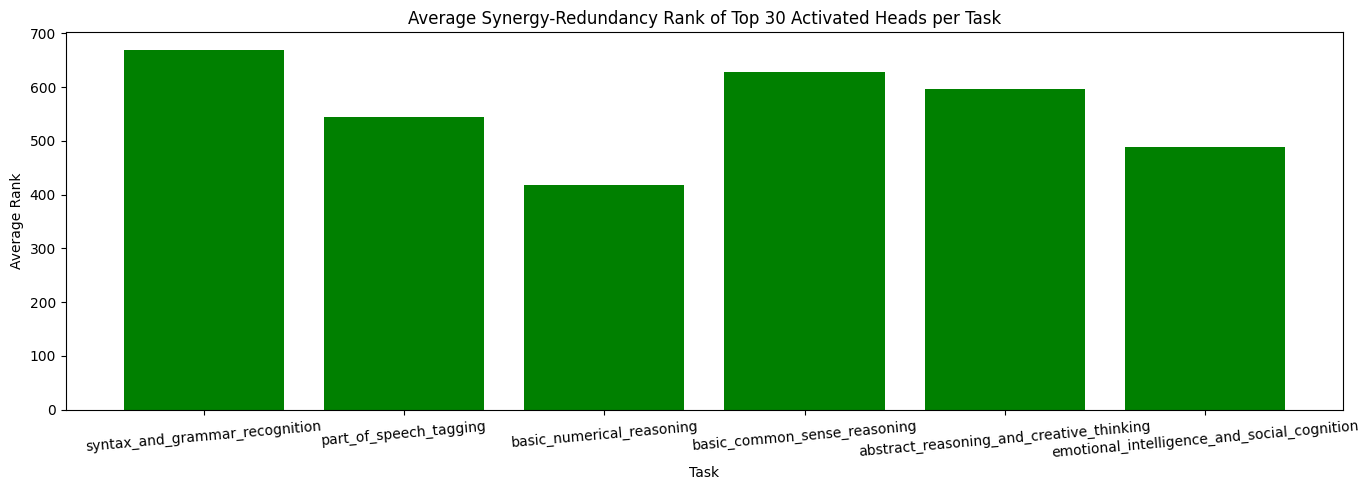 Average Synergy-Redundancy Rank of Top 30 Activated Heads per Task
700
600
500
400
300
200
100
0
Average Rank
syntax_and_grammar_recognition
part_of_speech_tagging
basic_numerical_reasoning
basic_common_sense_reasoning
abstract_reasoning_and_creative_thinking
emotional_intelligence_and_social_cognition
Task